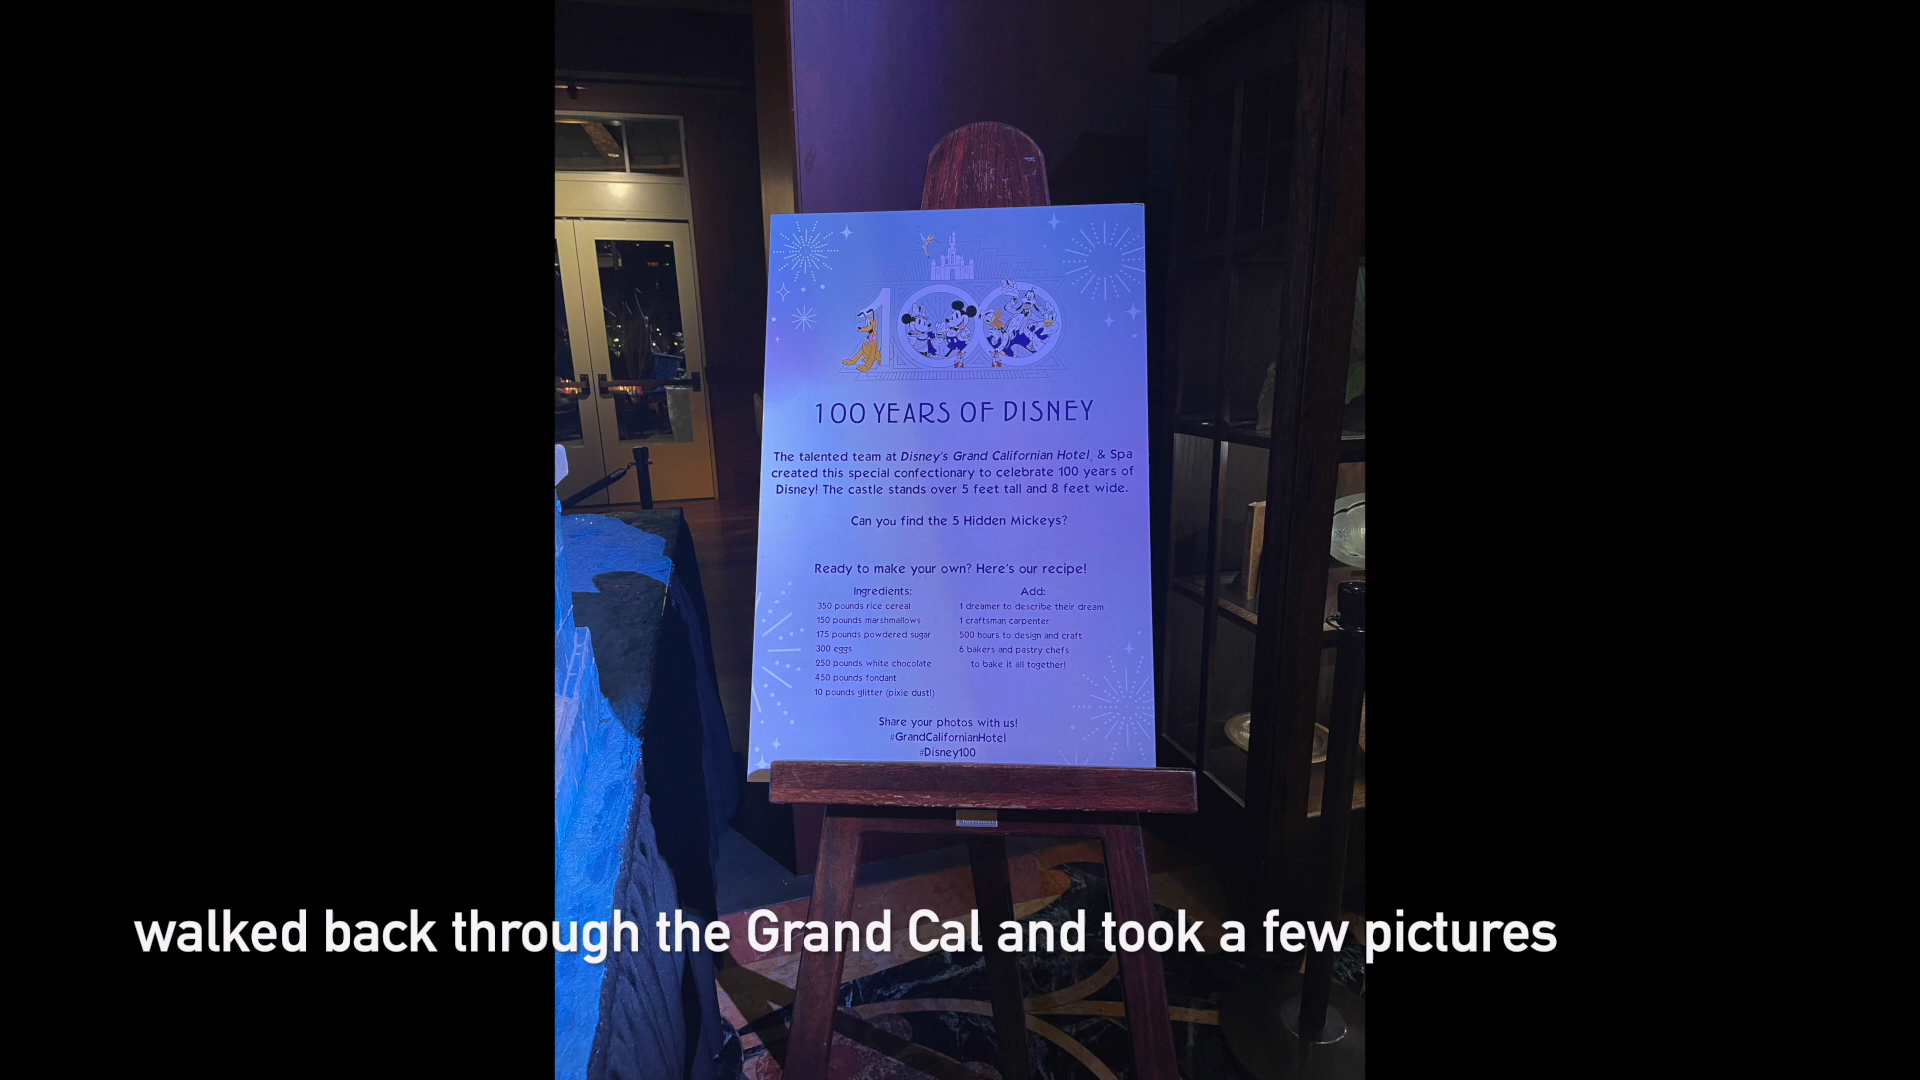 100
100 YEARS OF DISNEY
The talented team at Disney's Grand Californian Hotel & Spa
created this special confectionary to celebrate 100 years of
Disney! The castle stands over 5 feet tall and 8 feet wide.
Can you find the 5 Hidden Mickeys?
Ready to make your own? Here's our recipe!
Ingredients:
350 pounds rice cereal
150 pounds marshmallows
175 pounds powdered sugar
300 eggs
250 pounds white chocolate
450 pounds fondant
10 pounds glitter (pixie dust!)
Add:
1 dreamer to describe their dream
1 craftsman carpenter
500 hours to design and craft
6 bakers and pastry chefs
to bake it all together!
Share your photos with us!
#GrandCalifornianHotel
#Disney100
walked back through the Grand Cal and took a few pictures